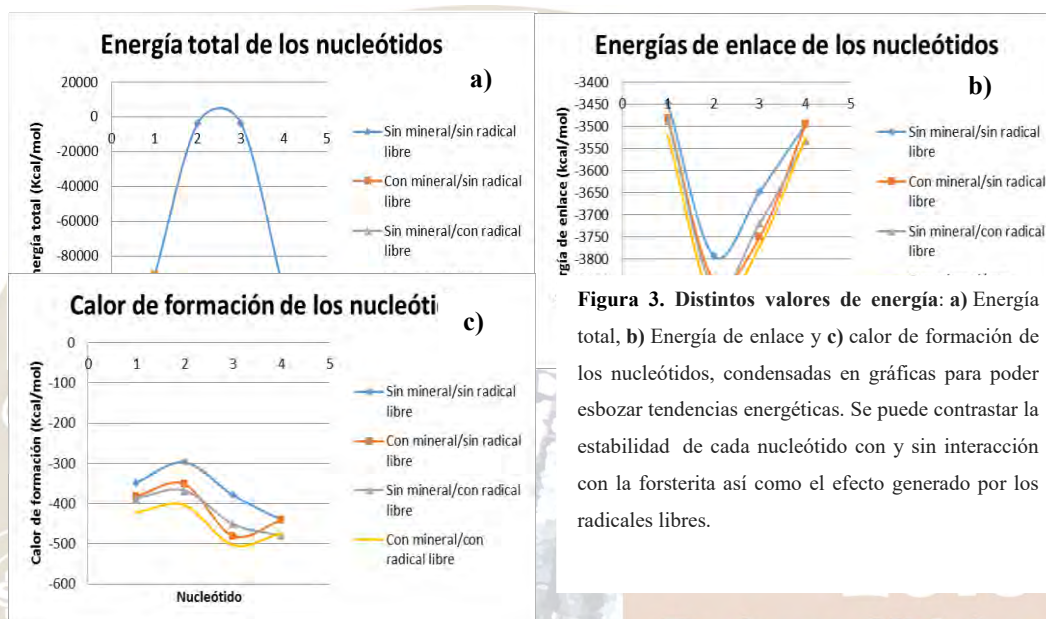 Energía total de los nucleótidos
a)
20000
0
-20000
-40000
-60000
-80000
0 1 2 3 4 5
total (Kcal/mol)
Sin mineral/sin radical
libre
Con mineral/sin radical
libre
Sin mineral/con radical
libre
Energías de enlace de los nucleótidos
b)
-3400
-3450
-3500
-3550
-3600
-3650
-3700
-3750
-3800
0 1 2 3 4 5
de enlace (kcal/mol)
Sin mineral/sin radical
libre
Con mineral/sin radical
libre
Sin mineral/con radical
libre
Calor de formación de los nucleóti
c)
0
-100
-200
-300
-400
-500
-600
0 1 2 3 4 5
Calor de formación (Kcal/mol)
Nucleótido
Sin mineral/sin radical
libre
Con mineral/sin radical
libre
Sin mineral/con radical
libre
Con mineral/con
radical libre
Figura 3. Distintos valores de energía: a) Energía
total, b) Energía de enlace y c) calor de formación de
los nucleótidos, condensadas en gráficas para poder
esbozar tendencias energéticas. Se puede contrastar la
estabilidad de cada nucleótido con y sin interacción
con la forsterita así como el efecto generado por los
radicales libres.